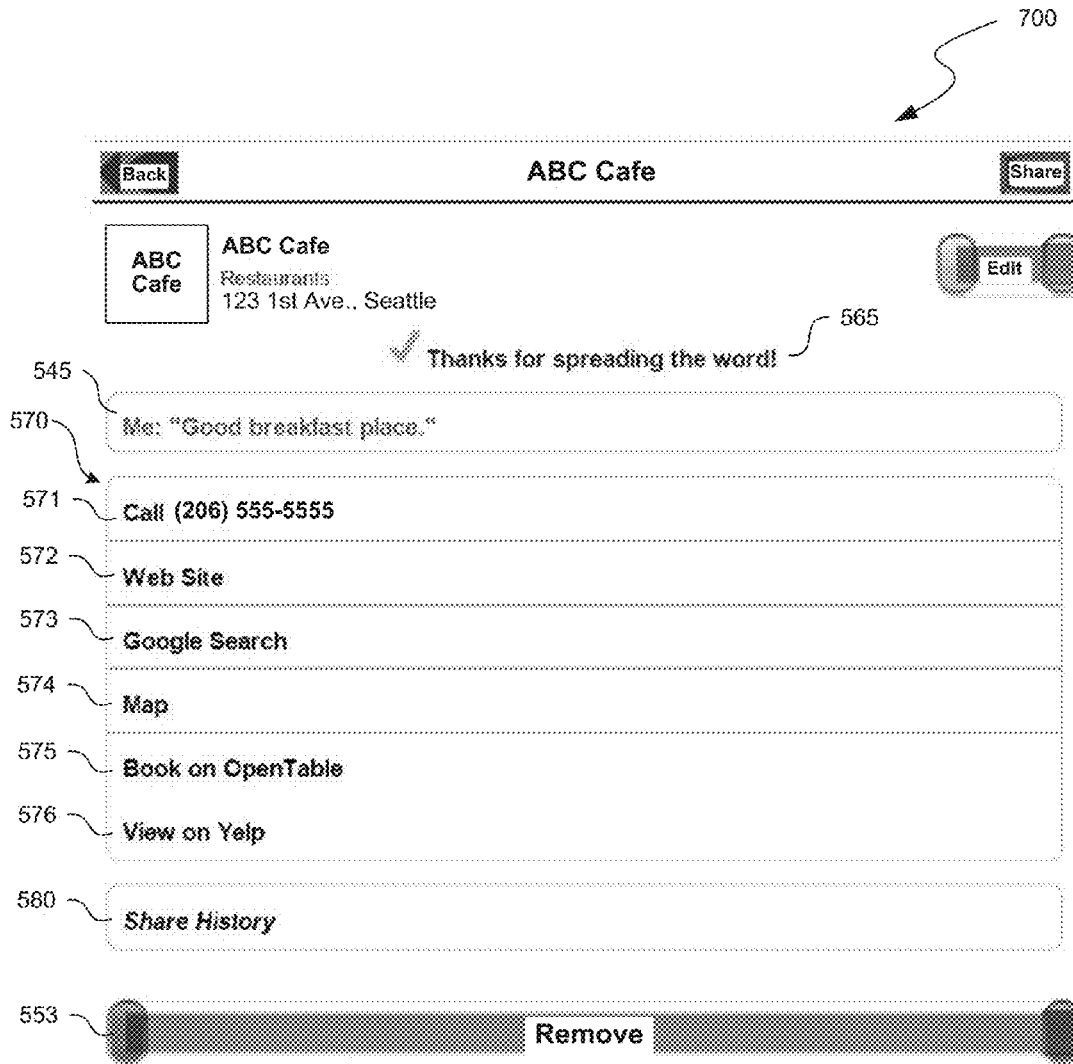 700
Back ABC Cafe Share
ABC Cafe
ABC
Cafe
Restaurants
123 1st Ave., Seattle
Edit
565
Thanks for spreading the word!
545
Me: "Good breakfast place."
570
571 Call (206) 555-5555
572 Web Site
573 Google Search
574 Map
575 Book on OpenTable
576 View on Yelp
580 Share History
553 Remove